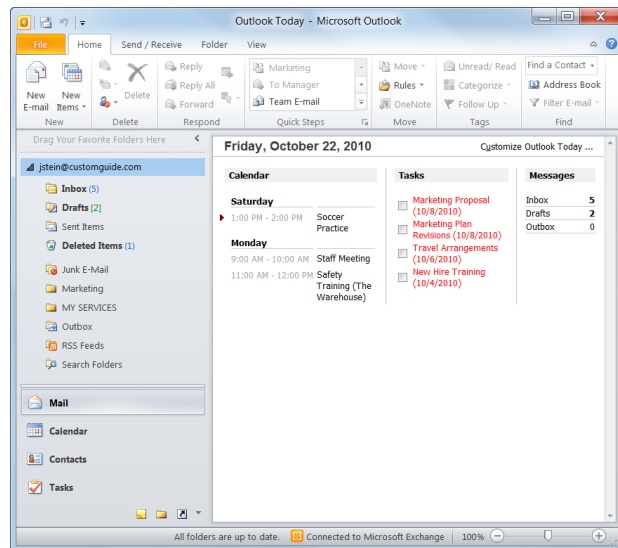 Outlook Today - Microsoft Outlook
File Home Send / Receive Folder View
New E-mail
New Items
Delete
Reply
Reply All
Forward
Marketing
To Manager
Team E-mail
Move
Rules
OneNote
Unread/ Read
Categorize
Follow Up
Find a Contact
Address Book
Filter E-mail
New Delete Respond Quick Steps Move Tags Find
Drag Your Favorite Folders Here
jstein@customguide.com
Inbox (5)
Drafts [2]
Sent Items
Deleted Items (1)
Junk E-Mail
Marketing
MY SERVICES
Outbox
RSS Feeds
Search Folders
Mail
Calendar
Contacts
Tasks
Friday, October 22, 2010
Customize Outlook Today ...
Calendar
Saturday
1:00 PM - 2:00 PM Soccer
Practice
Monday
9:00 AM - 10:00 AM Staff Meeting
11:00 AM - 12:00 PM Safety
Training (The
Warehouse)
Tasks
Marketing Proposal
(10/8/2010)
Marketing Plan
Revisions (10/8/2010)
Travel Arrangements
(10/6/2010)
New Hire Training
(10/4/2010)
Messages
Inbox 5
Drafts 2
Outbox 0
All folders are up to date. Connected to Microsoft Exchange 100%